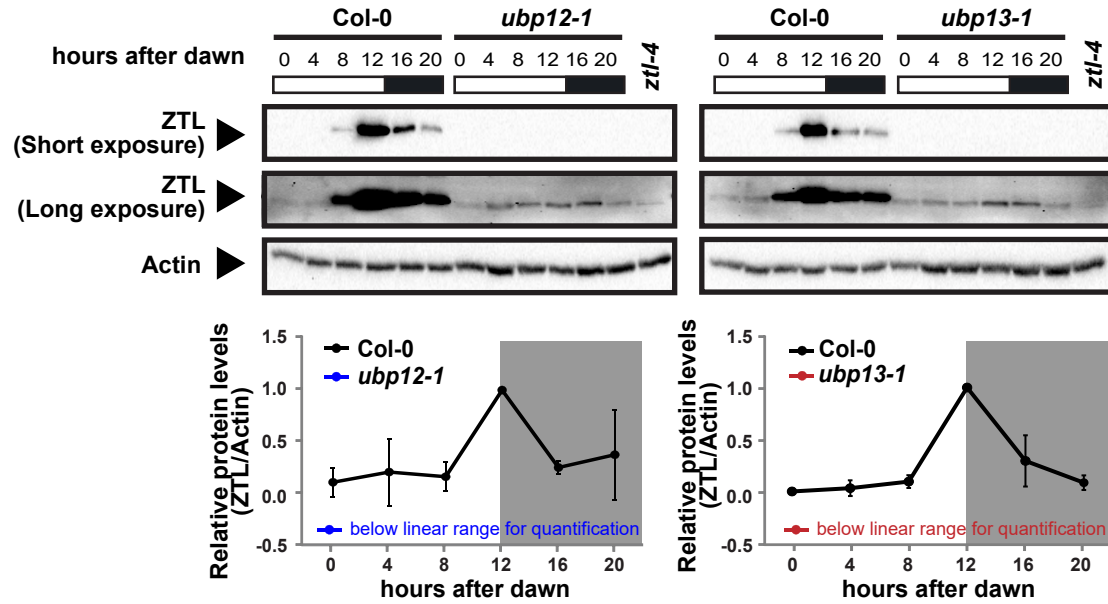 Col-0 ubp12-1 ztl-4 Col-0 ubp13-1 ztl-4
hours after dawn 0 4 8 12 16 20 0 4 8 12 16 20 0 4 8 12 16 20 0 4 8 12 16 20
ZTL
(Short exposure)
ZTL
(Long exposure)
Actin
Relative protein levels
(ZTL/Actin)
1.5
1.0
0.5
0.0
-0.5
Col-0
ubp12-1
below linear range for quantification
0 4 8 12 16 20
hours after dawn
Relative protein levels
(ZTL/Actin)
1.5
1.0
0.5
0.0
-0.5
Col-0
ubp13-1
below linear range for quantification
0 4 8 12 16 20
hours after dawn